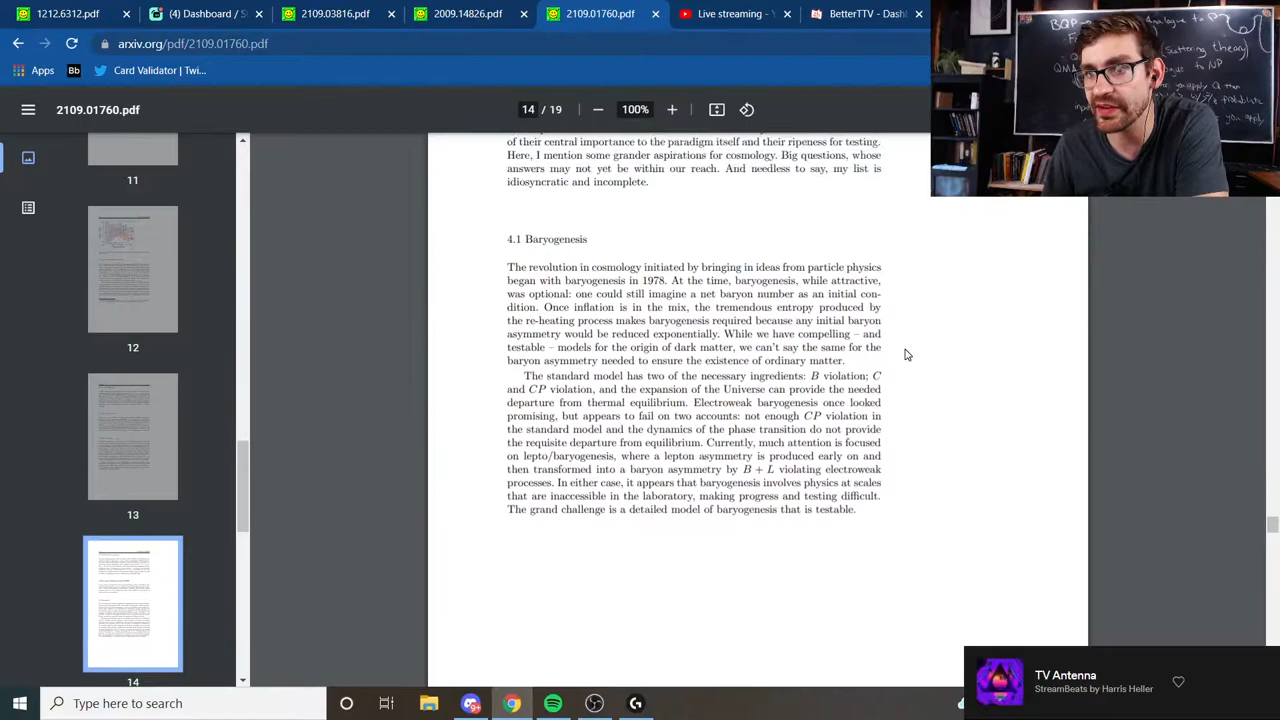 1212.6312.pdf
(4) Dashboard /
2109.03816.pdf
2009.14826.pdf
2109.01760.pdf
Live streaming - Y
BetterTTV - Dashb
arxiv.org/pdf/2109.01760.pdf
Apps
Bb
Card Validator | Twi...
2109.01760.pdf
14 / 19
100%
11
12
13
14
of their central importance to the paradigm itself and their ripeness for testing.
Here, I mention some grander aspirations for cosmology. Big questions, whose
answers may not yet be within our reach. And needless to say, my list is
idiosyncratic and incomplete.
4.1 Baryogenesis
The revolution in cosmology initiated by bringing in ideas from particle physics
began with baryogenesis in 1978. At the time, baryogenesis, while attractive,
was optional: one could still imagine a net baryon number as an initial con-
dition. Once inflation is in the mix, the tremendous entropy produced by
the re-heating process makes baryogenesis required because any initial baryon
asymmetry would be reduced exponentially. While we have compelling – and
testable – models for the origin of dark matter, we can't say the same for the
baryon asymmetry needed to ensure the existence of ordinary matter.
The standard model has two of the necessary ingredients: B violation; C
and CP violation, and the expansion of the Universe can provide the needed
departure from thermal equilibrium. Electroweak baryogenesis once looked
promising, but appears to fail on two accounts: not enough CP violation in
the standard model and the dynamics of the phase transition do not provide
the requisite departure from equilibrium. Currently, much attention is focused
on lepto/baryogenesis, where a lepton asymmetry is produced early on and
then transformed into a baryon asymmetry by B + L violating electroweak
processes. In either case, it appears that baryogenesis involves physics at scales
that are inaccessible in the laboratory, making progress and testing difficult.
The grand challenge is a detailed model of baryogenesis that is testable.
BQP
Analogue to P
(Scattering theory)
QMA
to NP
you apply
TV Antenna
StreamBeats by Harris Heller
Type here to search